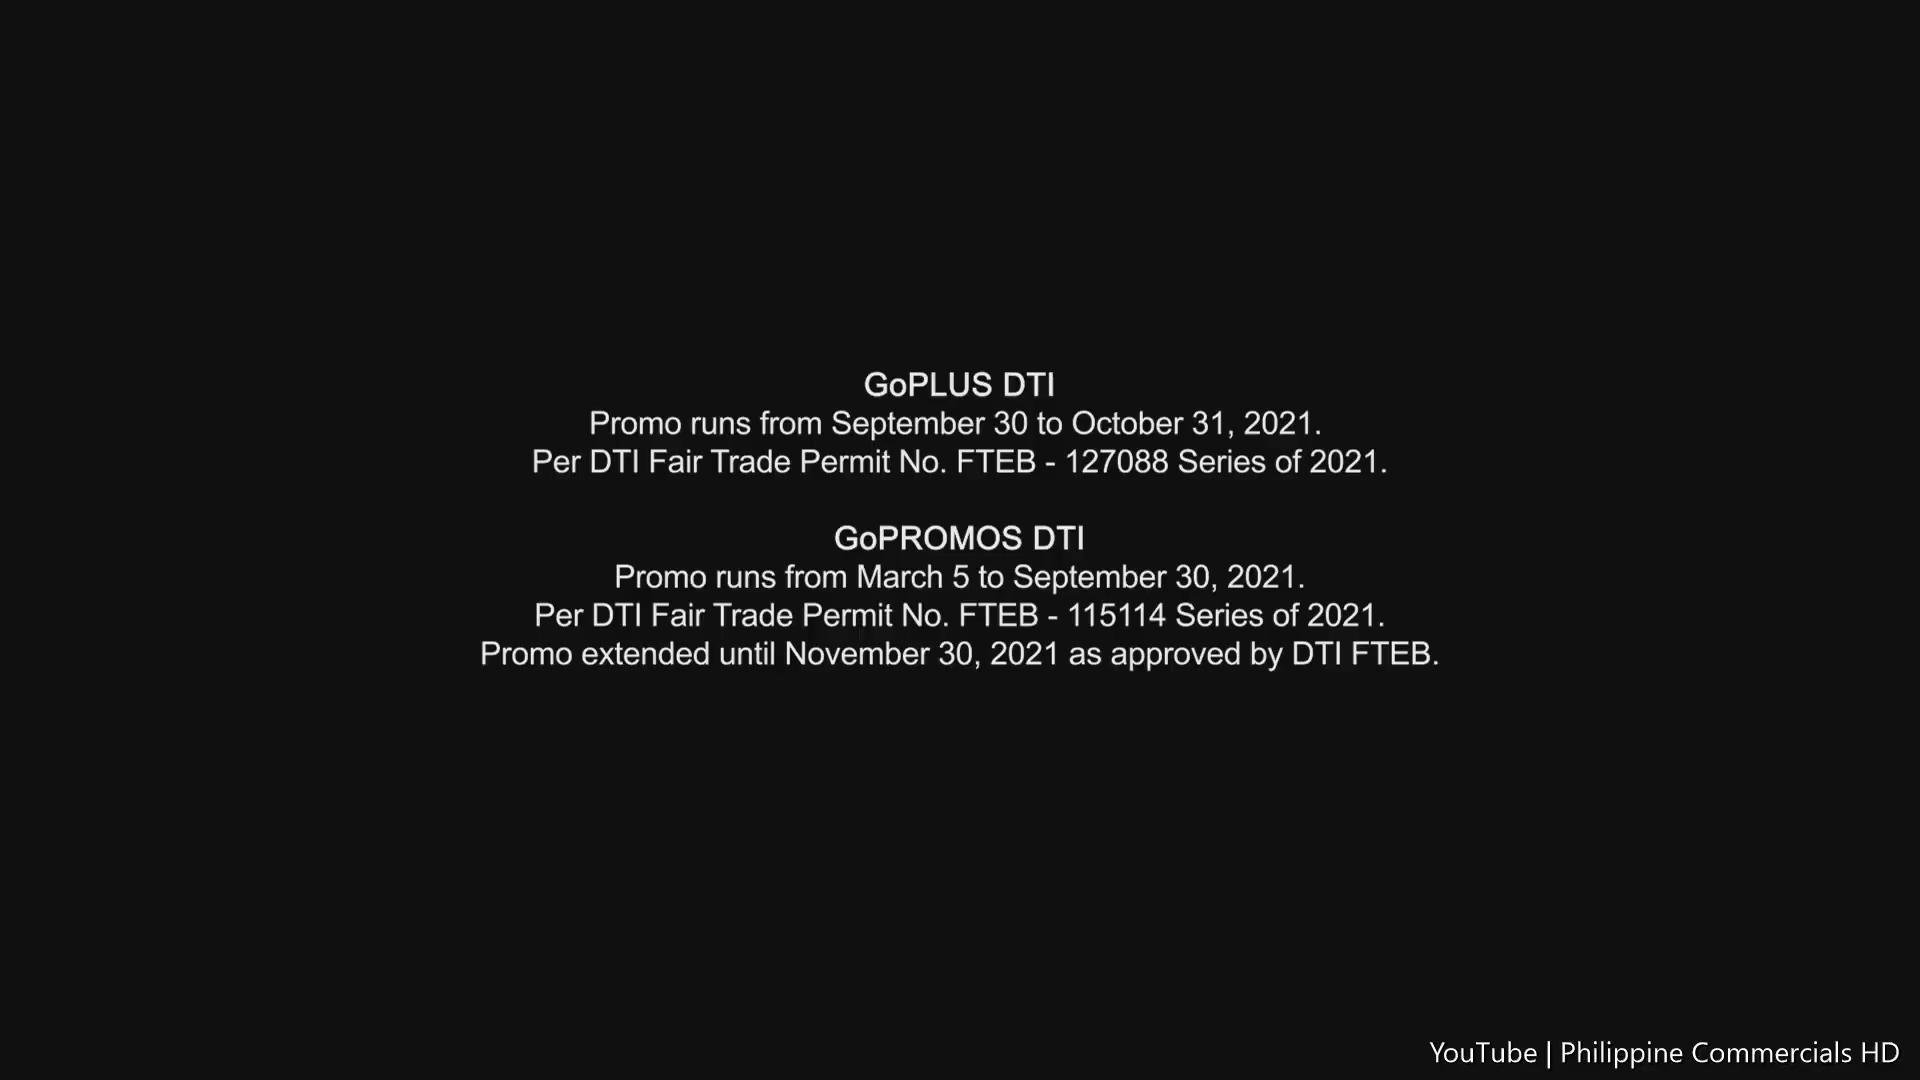 GoPLUS DTI
Promo runs from September 30 to October 31, 2021.
Per DTI Fair Trade Permit No. FTEB - 127088 Series of 2021.
GoPROMOS DTI
Promo runs from March 5 to September 30, 2021.
Per DTI Fair Trade Permit No. FTEB - 115114 Series of 2021.
Promo extended until November 30, 2021 as approved by DTI FTEB.
YouTube | Philippine Commercials HD